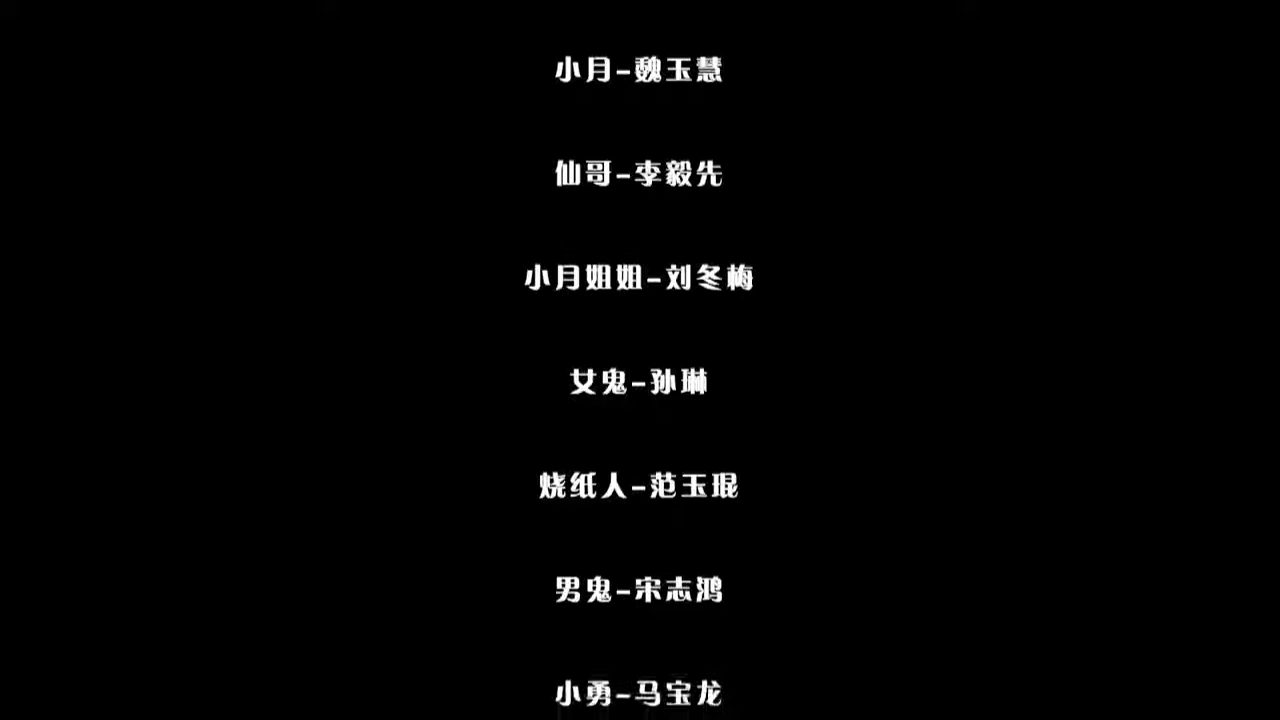 小月-魏玉慧
仙哥-李毅先
小月姐姐-刘冬梅
女鬼-孙琳
烧纸人-范玉琨
男鬼-宋志鸿
小勇-马宝龙